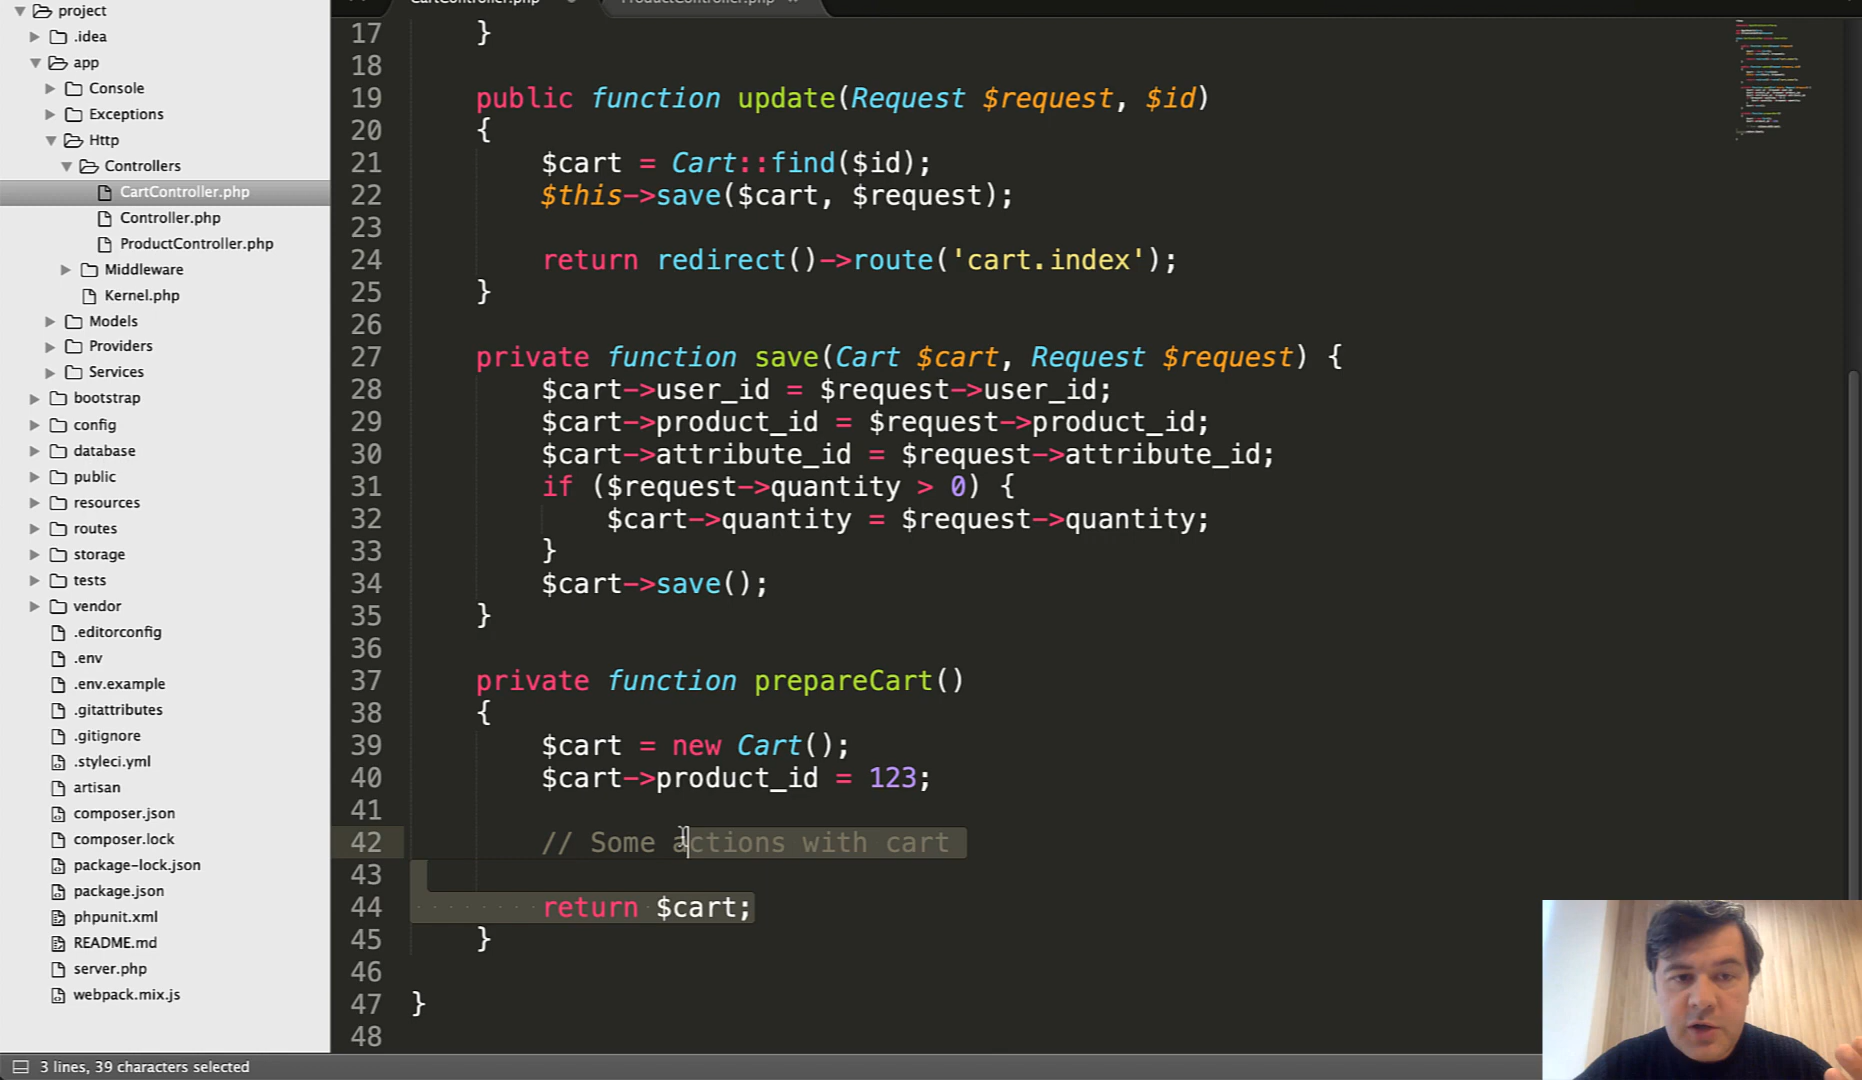 project
.idea
app
Console
Exceptions
Http
Controllers
CartController.php
Controller.php
ProductController.php
Middleware
Kernel.php
Models
Providers
Services
bootstrap
config
database
public
resources
routes
storage
tests
vendor
.editorconfig
.env
.env.example
.gitattributes
.gitignore
.styleci.yml
artisan
composer.json
composer.lock
package-lock.json
package.json
phpunit.xml
README.md
server.php
webpack.mix.js
CartController.php
ProductController.php
17 }
18
19 public function update(Request $request, $id)
20 {
21 $cart = Cart::find($id);
22 $this->save($cart, $request);
23
24 return redirect()->route('cart.index');
25 }
26
27 private function save(Cart $cart, Request $request) {
28 $cart->user_id = $request->user_id;
29 $cart->product_id = $request->product_id;
30 $cart->attribute_id = $request->attribute_id;
31 if ($request->quantity > 0) {
32 $cart->quantity = $request->quantity;
33 }
34 $cart->save();
35 }
36
37 private function prepareCart()
38 {
39 $cart = new Cart();
40 $cart->product_id = 123;
41
42 // Some actions with cart
43
44 return $cart;
45 }
46
47 }
48
3 lines, 39 characters selected